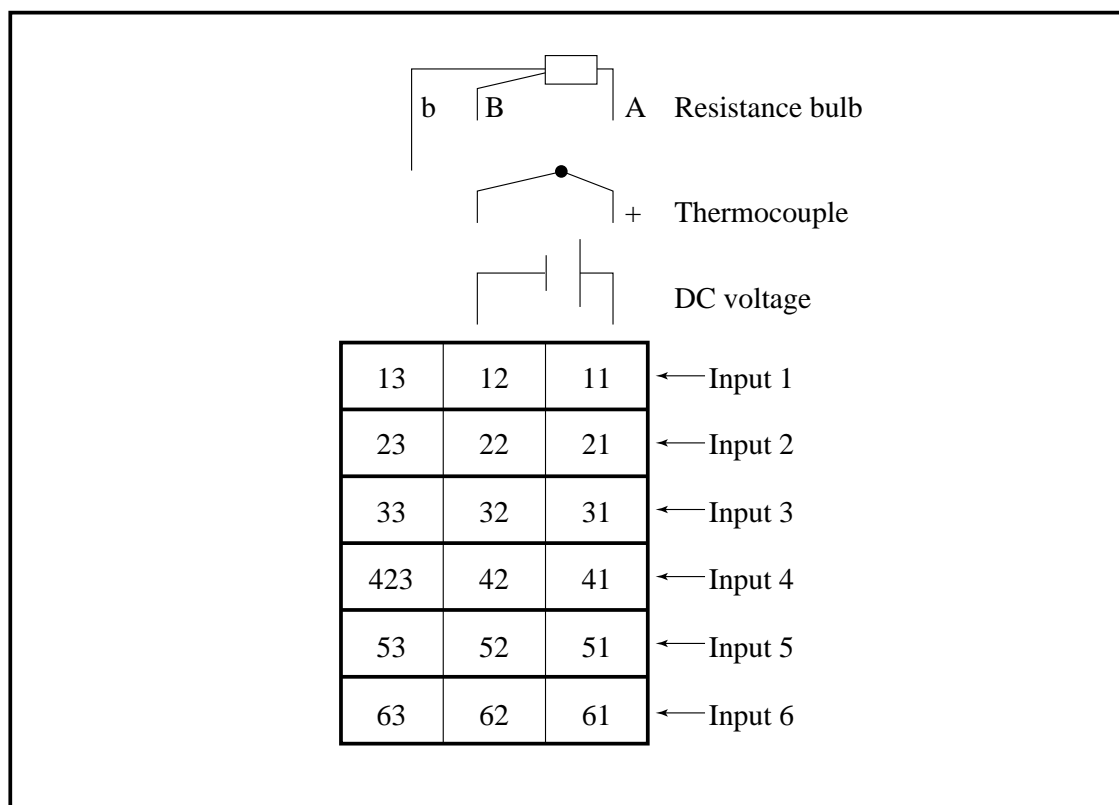 b B A Resistance bulb
+ Thermocouple
DC voltage
13 12 11 Input 1
23 22 21 Input 2
33 32 31 Input 3
423 42 41 Input 4
53 52 51 Input 5
63 62 61 Input 6